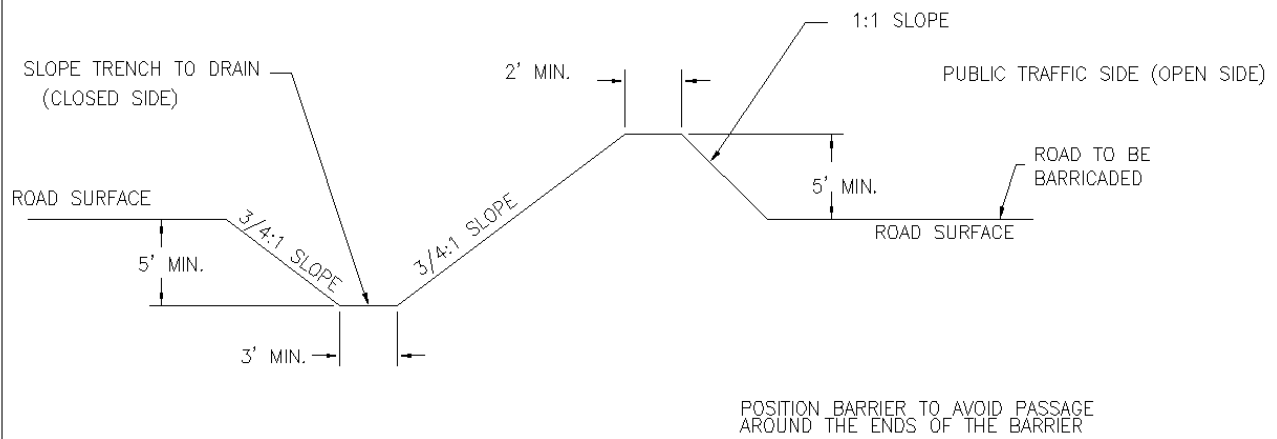 1:1 SLOPE
SLOPE TRENCH TO DRAIN
(CLOSED SIDE)
2' MIN.
PUBLIC TRAFFIC SIDE (OPEN SIDE)
ROAD TO BE
BARRICADED
ROAD SURFACE
3/4:1 SLOPE
3/4:1 SLOPE
5' MIN.
ROAD SURFACE
5' MIN.
3' MIN.
POSITION BARRIER TO AVOID PASSAGE
AROUND THE ENDS OF THE BARRIER